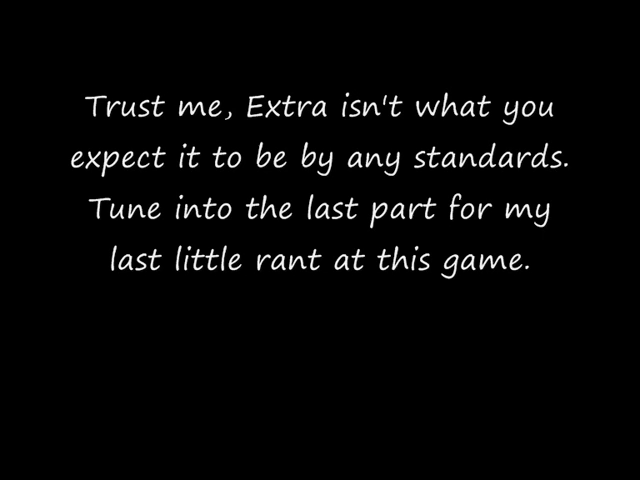 Trust me, Extra isn't what you
expect it to be by any standards.
Tune into the last part for my
last little rant at this game.